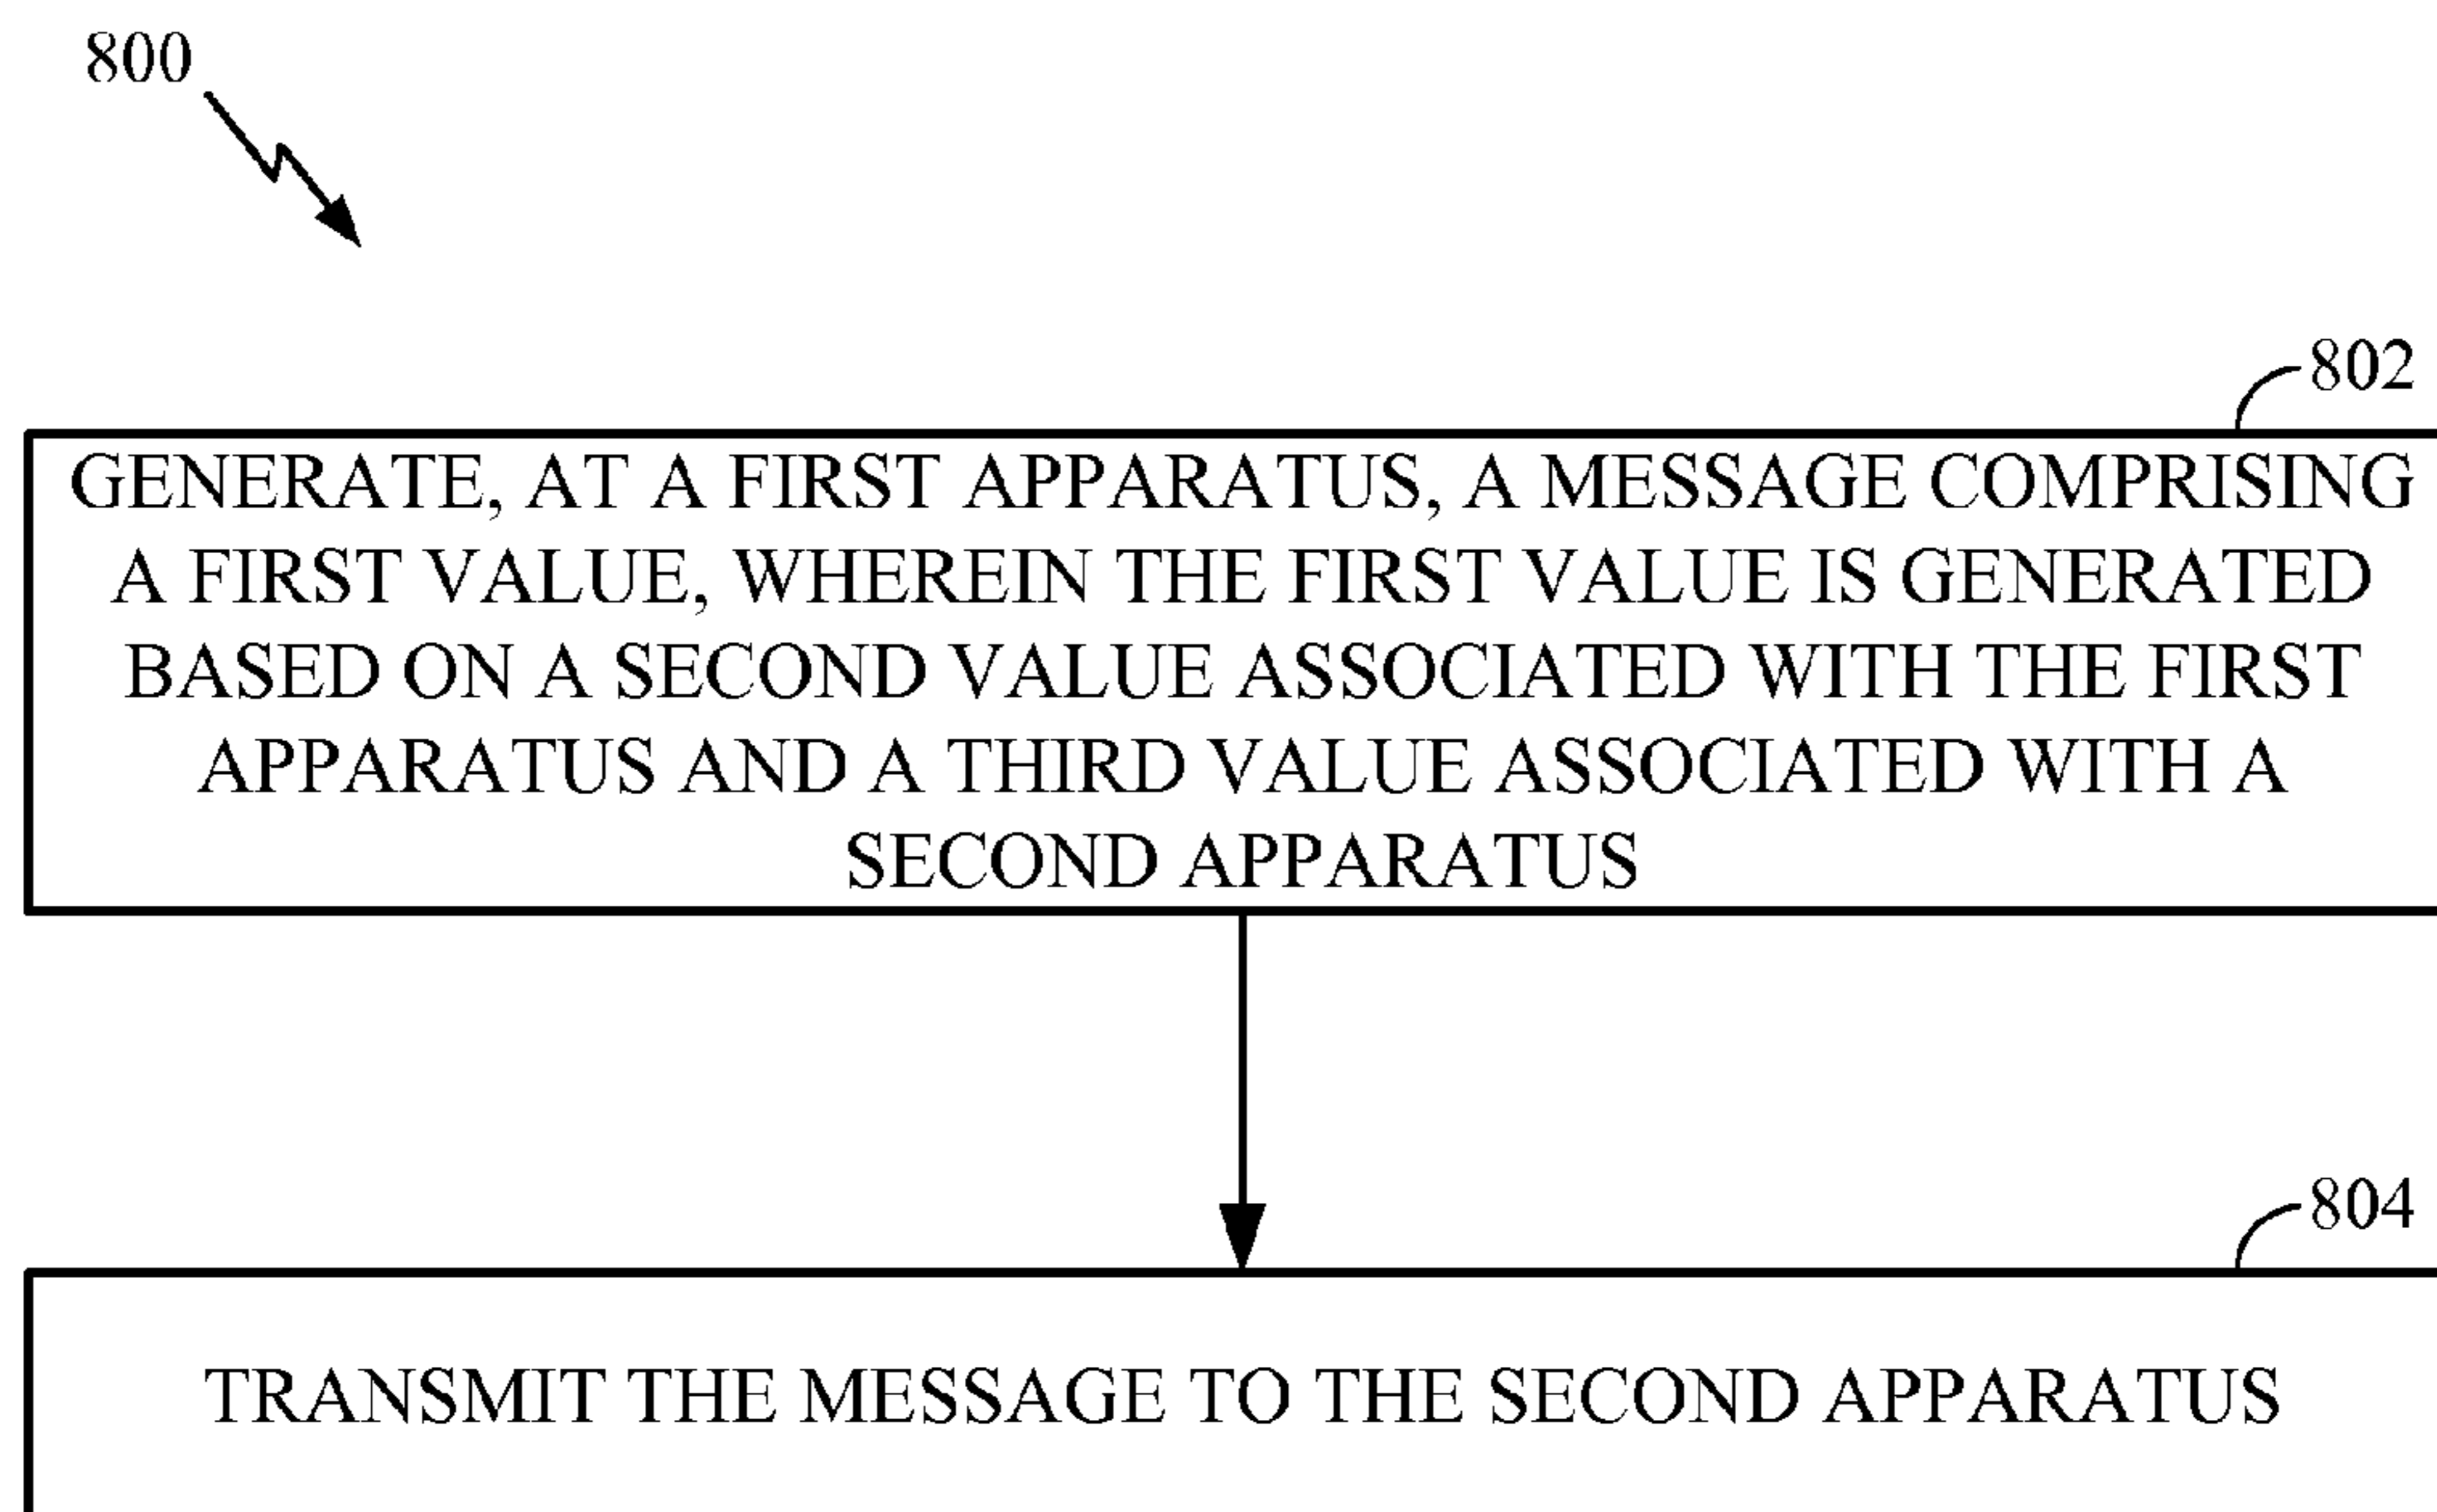 800
802
GENERATE, AT A FIRST APPARATUS, A MESSAGE COMPRISING
A FIRST VALUE, WHEREIN THE FIRST VALUE IS GENERATED
BASED ON A SECOND VALUE ASSOCIATED WITH THE FIRST
APPARATUS AND A THIRD VALUE ASSOCIATED WITH A
SECOND APPARATUS
804
TRANSMIT THE MESSAGE TO THE SECOND APPARATUS